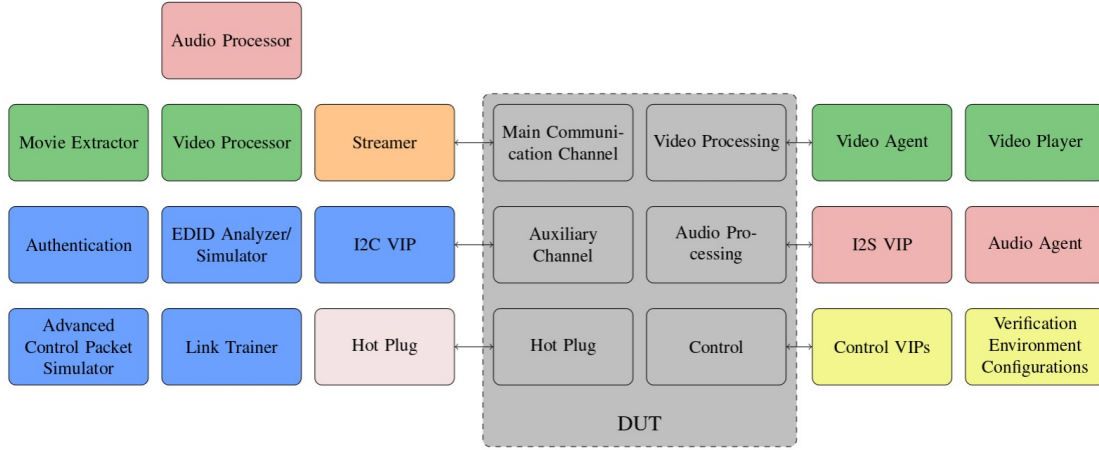 Audio Processor
Movie Extractor
Video Processor
Streamer
Main Communi-
cation Channel
Video Processing
Video Agent
Video Player
Authentication
EDID Analyzer/
Simulator
I2C VIP
Auxiliary
Channel
Audio Pro-
cessing
I2S VIP
Audio Agent
Advanced
Control Packet
Simulator
Link Trainer
Hot Plug
Hot Plug
Control
Control VIPs
Verification
Environment
Configurations
DUT